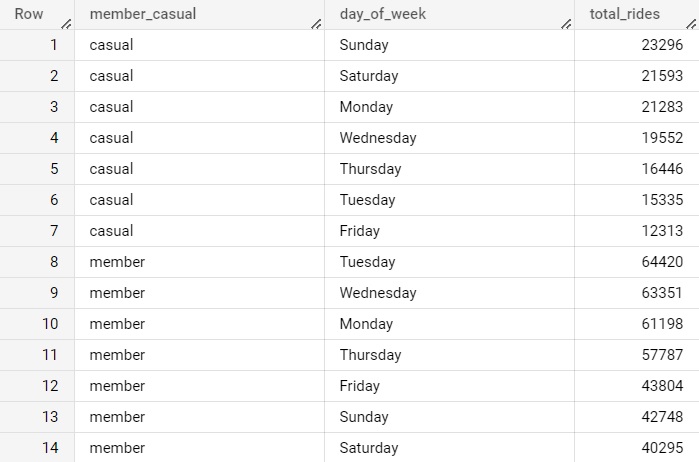 Row member_casual day_of_week total_rides
1 casual Sunday 23296
2 casual Saturday 21593
3 casual Monday 21283
4 casual Wednesday 19552
5 casual Thursday 16446
6 casual Tuesday 15335
7 casual Friday 12313
8 member Tuesday 64420
9 member Wednesday 63351
10 member Monday 61198
11 member Thursday 57787
12 member Friday 43804
13 member Sunday 42748
14 member Saturday 40295